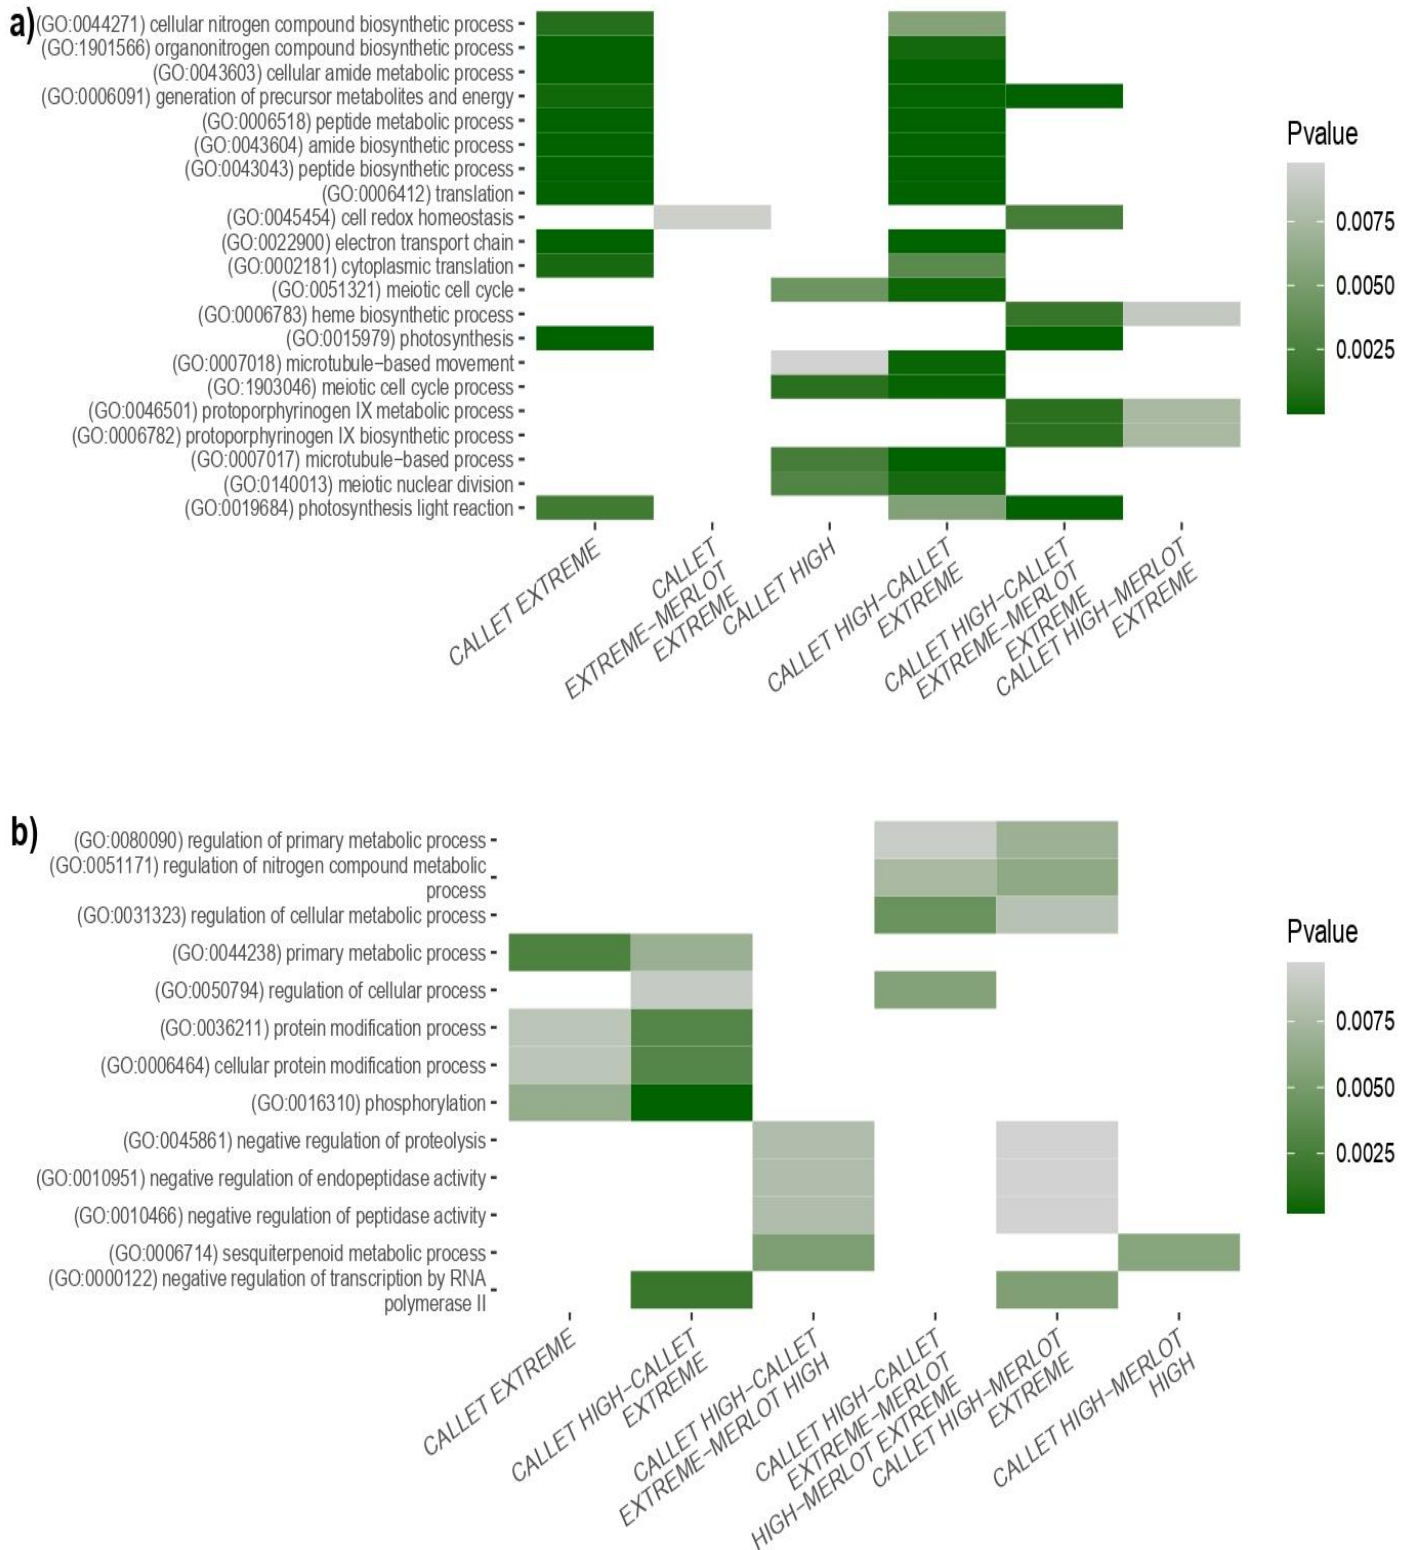 a)
(GO:0044271) cellular nitrogen compound biosynthetic process
(GO:1901566) organonitrogen compound biosynthetic process
(GO:0043603) cellular amide metabolic process
(GO:0006091) generation of precursor metabolites and energy
(GO:0006518) peptide metabolic process
(GO:0043604) amide biosynthetic process
(GO:0043043) peptide biosynthetic process
(GO:0006412) translation
(GO:0045454) cell redox homeostasis
(GO:0022900) electron transport chain
(GO:0002181) cytoplasmic translation
(GO:0051321) meiotic cell cycle
(GO:0006783) heme biosynthetic process
(GO:0015979) photosynthesis
(GO:0007018) microtubule−based movement
(GO:1903046) meiotic cell cycle process
(GO:0046501) protoporphyrinogen IX metabolic process
(GO:0006782) protoporphyrinogen IX biosynthetic process
(GO:0007017) microtubule−based process
(GO:0140013) meiotic nuclear division
(GO:0019684) photosynthesis light reaction
CALLET EXTREME
CALLET
EXTREME−MERLOT
EXTREME
CALLET HIGH
CALLET HIGH−CALLET
EXTREME
CALLET HIGH−CALLET
EXTREME−MERLOT
EXTREME
CALLET HIGH−MERLOT
EXTREME
Pvalue
0.0075
0.0050
0.0025
b)
(GO:0080090) regulation of primary metabolic process
(GO:0051171) regulation of nitrogen compound metabolic
process
(GO:0031323) regulation of cellular metabolic process
(GO:0044238) primary metabolic process
(GO:0050794) regulation of cellular process
(GO:0036211) protein modification process
(GO:0006464) cellular protein modification process
(GO:0016310) phosphorylation
(GO:0045861) negative regulation of proteolysis
(GO:0010951) negative regulation of endopeptidase activity
(GO:0010466) negative regulation of peptidase activity
(GO:0006714) sesquiterpenoid metabolic process
(GO:0000122) negative regulation of transcription by RNA
polymerase II
CALLET EXTREME
CALLET HIGH−CALLET
EXTREME
CALLET HIGH−CALLET
EXTREME−MERLOT HIGH
CALLET HIGH−CALLET
EXTREME−MERLOT
HIGH−MERLOT EXTREME
CALLET HIGH−MERLOT
EXTREME
CALLET HIGH−MERLOT
HIGH
Pvalue
0.0075
0.0050
0.0025